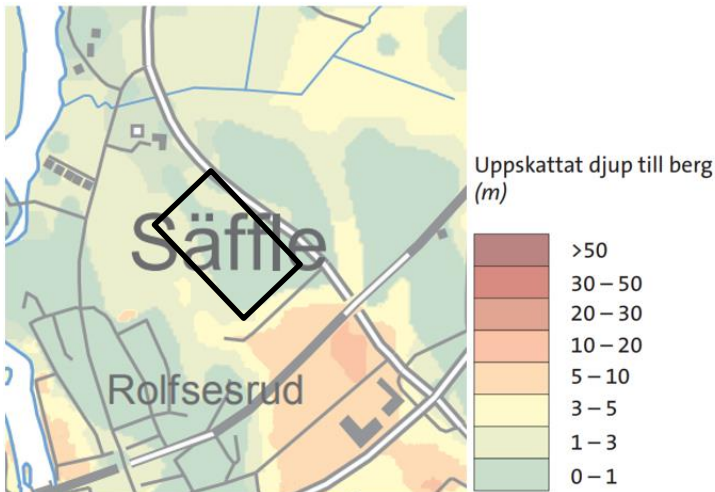 Säffle
Rolfsesrud
Uppskattat djup till berg
(m)
>50
30 – 50
20 – 30
10 – 20
5 – 10
3 – 5
1 – 3
0 – 1